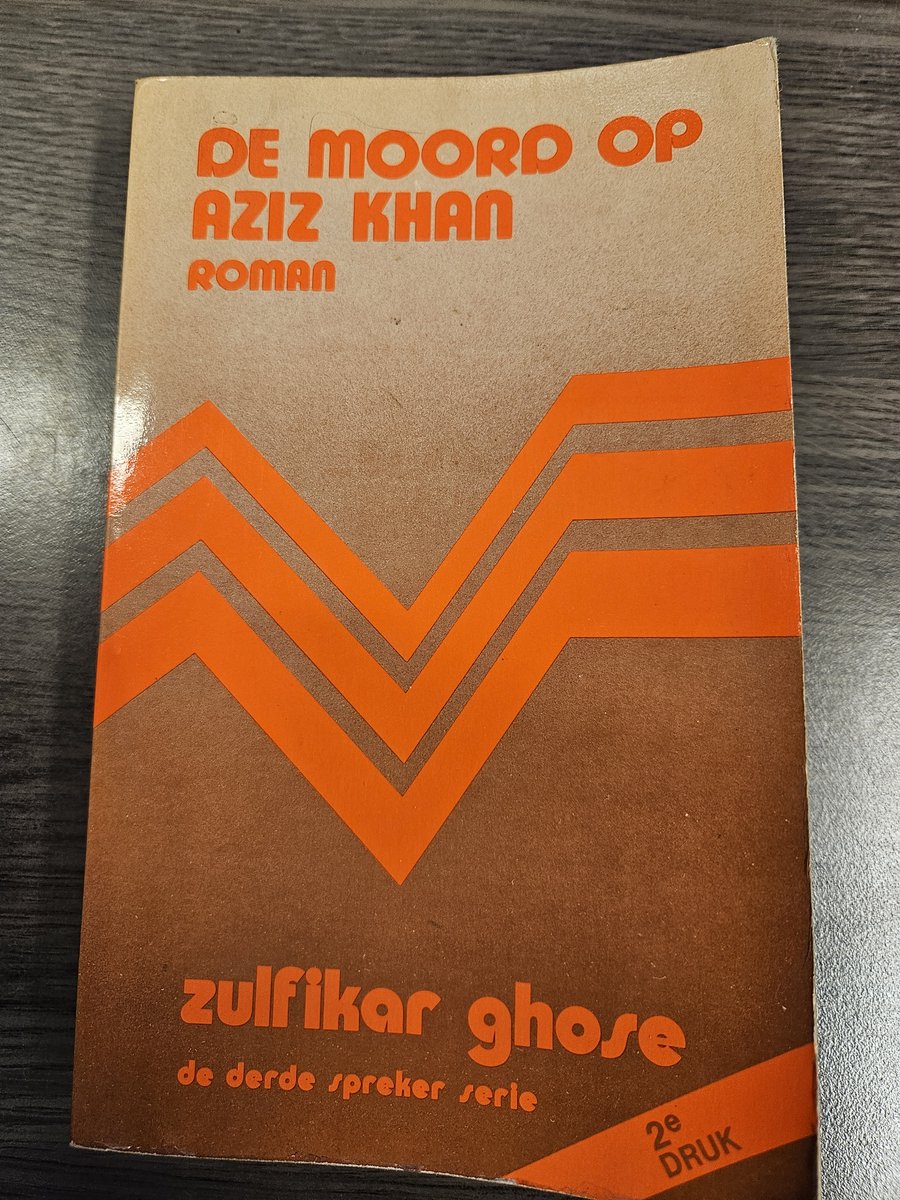 DE MOORD OP
AZIZ KHAN
ROMAN
zulfikar ghose
de derde spreker serie
2e
DRUK